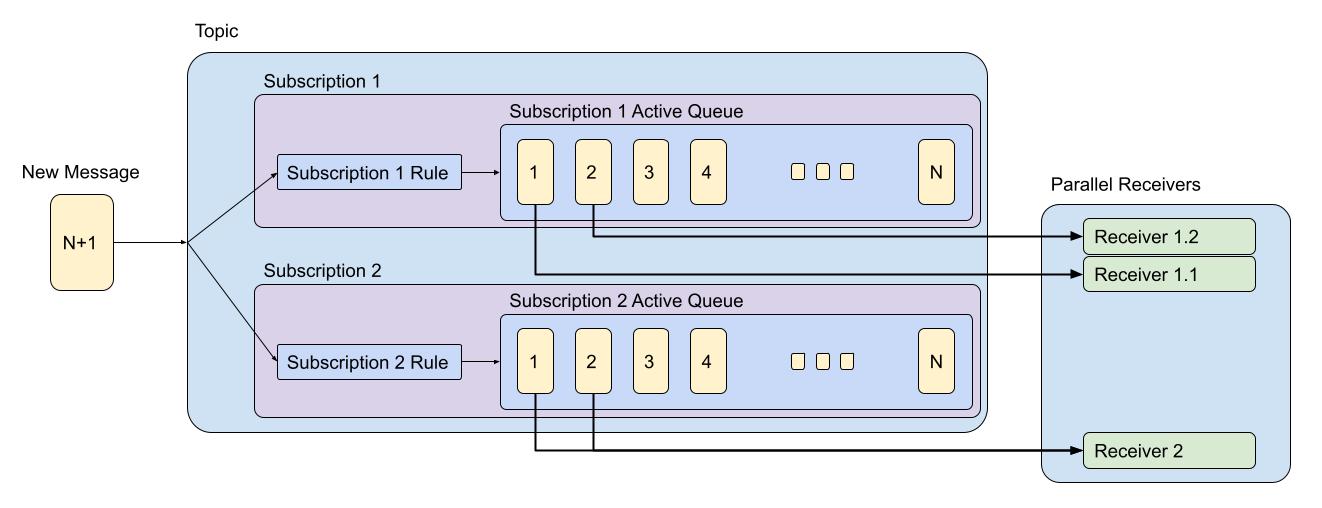 Topic
Subscription 1
Subscription 1 Active Queue
Subscription 1 Rule
1
2
3
4
N
New Message
N+1
Subscription 2
Subscription 2 Active Queue
Subscription 2 Rule
1
2
3
4
N
Parallel Receivers
Receiver 1.2
Receiver 1.1
Receiver 2